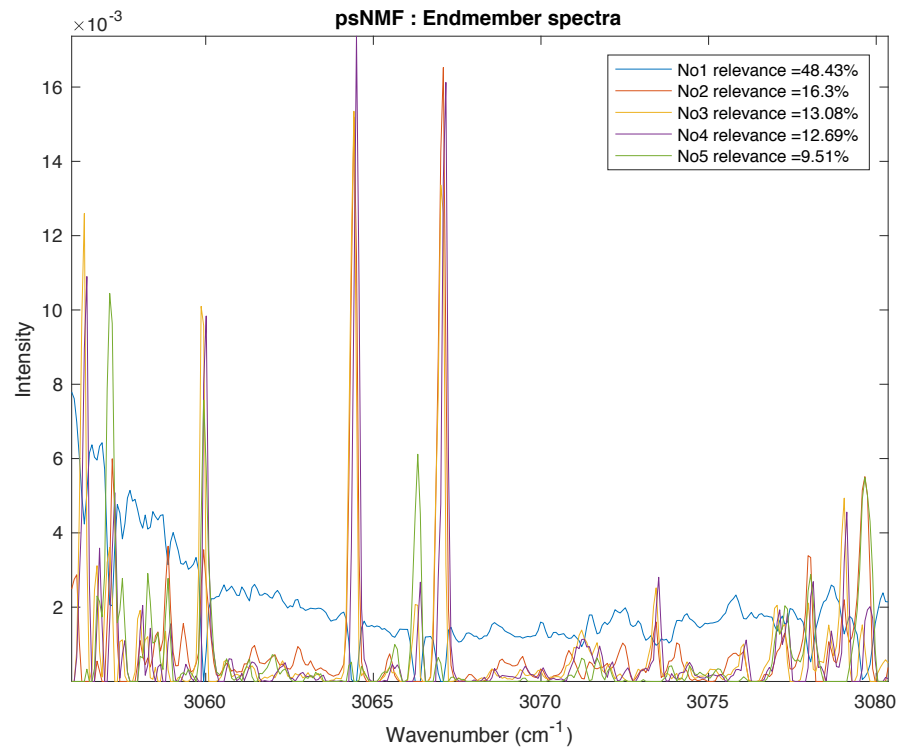 psNMF : Endmember spectra
×10⁻³
16
14
12
10
8
6
4
2
Intensity
No1 relevance =48.43%
No2 relevance =16.3%
No3 relevance =13.08%
No4 relevance =12.69%
No5 relevance =9.51%
3060 3065 3070 3075 3080
Wavenumber (cm⁻¹)